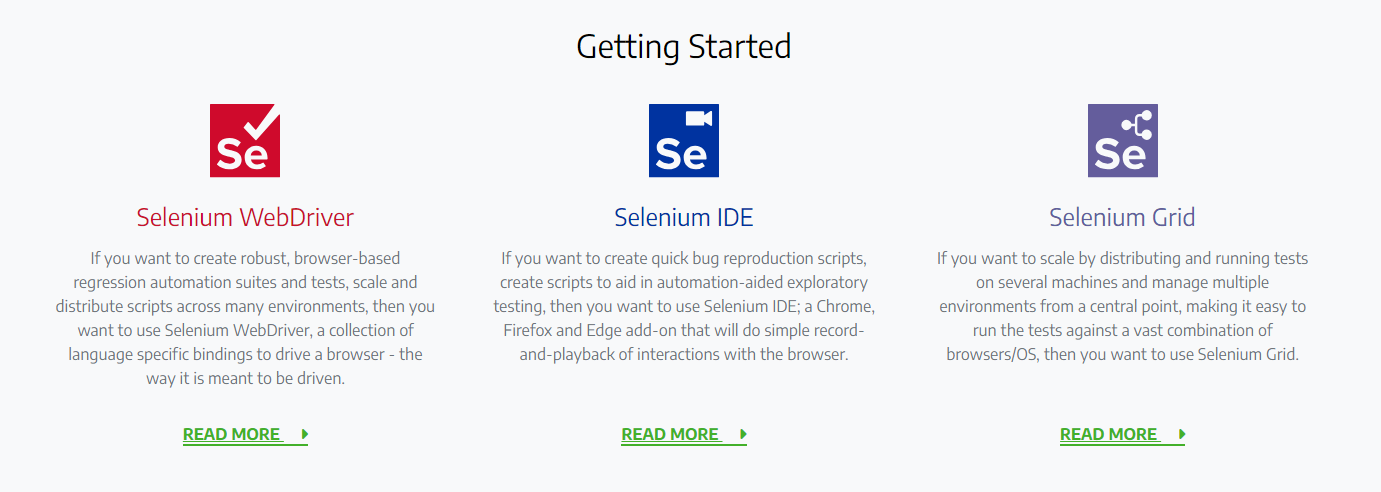 Getting Started
Se
Se
Se
Selenium WebDriver
If you want to create robust, browser-based
regression automation suites and tests, scale and
distribute scripts across many environments, then you
want to use Selenium WebDriver, a collection of
language specific bindings to drive a browser - the
way it is meant to be driven.
READ MORE
Selenium IDE
If you want to create quick bug reproduction scripts,
create scripts to aid in automation-aided exploratory
testing, then you want to use Selenium IDE; a Chrome,
Firefox and Edge add-on that will do simple record-
and-playback of interactions with the browser.
READ MORE
Selenium Grid
If you want to scale by distributing and running tests
on several machines and manage multiple
environments from a central point, making it easy to
run the tests against a vast combination of
browsers/OS, then you want to use Selenium Grid.
READ MORE